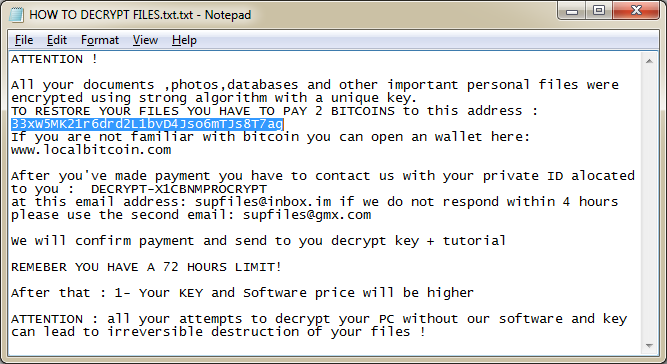 HOW TO DECRYPT FILES.txt.txt - Notepad
File Edit Format View Help
ATTENTION !
All your documents ,photos,databases and other important personal files were
encrypted using strong algorithm with a unique key.
TO RESTORE YOUR FILES YOU HAVE TO PAY 2 BITCOINS to this address :
33xW5MK21r6drd2L1bvD4Jso6mTJs8T7aq
If you are not familiar with bitcoin you can open an wallet here:
www.localbitcoin.com
After you've made payment you have to contact us with your private ID alocated
to you :  DECRYPT-X1CBNMPROCRYPT
at this email address: supfiles@inbox.im if we do not respond within 4 hours
please use the second email: supfiles@gmx.com
We will confirm payment and send to you decrypt key + tutorial
REMEBER YOU HAVE A 72 HOURS LIMIT!
After that : 1- Your KEY and Software price will be higher
ATTENTION : all your attempts to decrypt your PC without our software and key
can lead to irreversible destruction of your files !